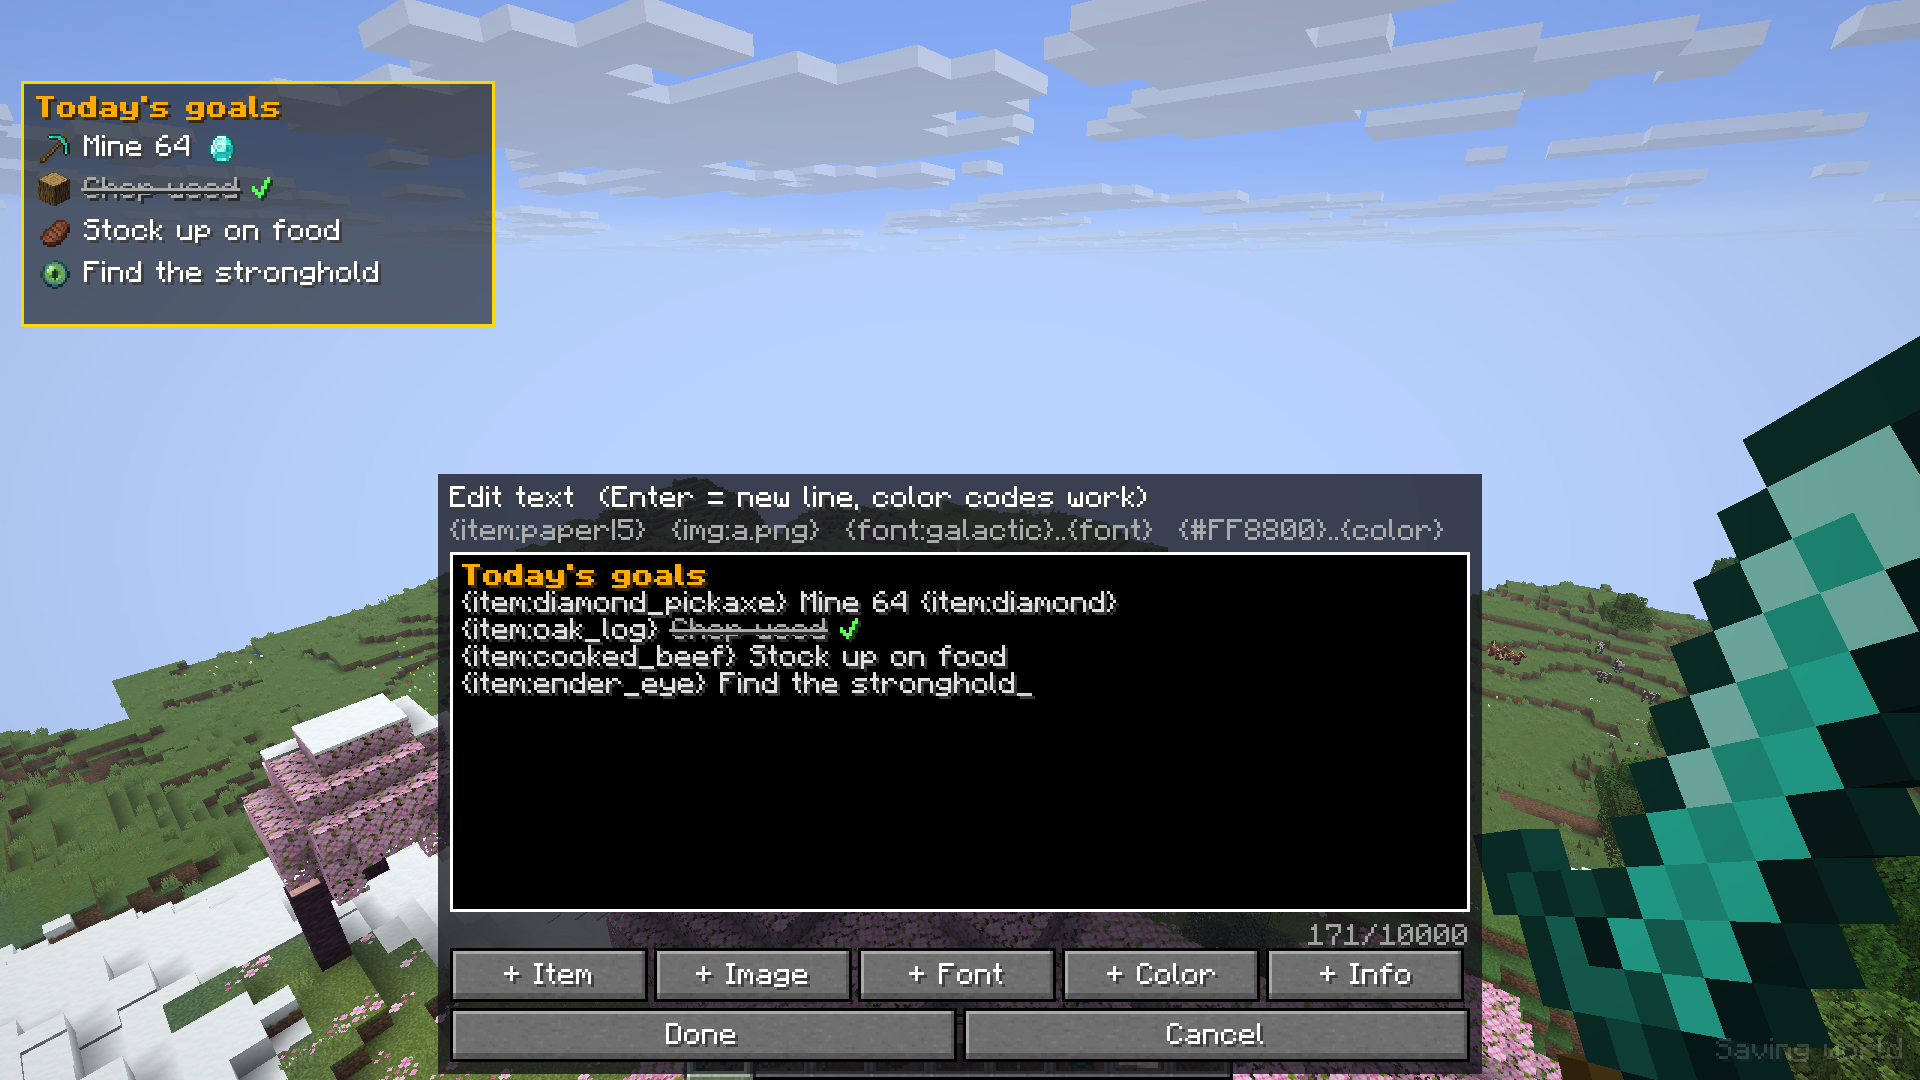 Today's goals
Mine 64
Chop wood ✓
Stock up on food
Find the stronghold
Edit text (Enter = new line, color codes work)
{item:paper|5} {img:a.png} {font:galactic}..{font} {#FF8800}..{color}
Today's goals
{item:diamond_pickaxe} Mine 64 {item:diamond}
{item:oak_log} Chop wood ✓
{item:cooked_beef} Stock up on food
{item:ender_eye} Find the stronghold_
171/10000
+ Item + Image + Font + Color + Info
Done Cancel
Saving world